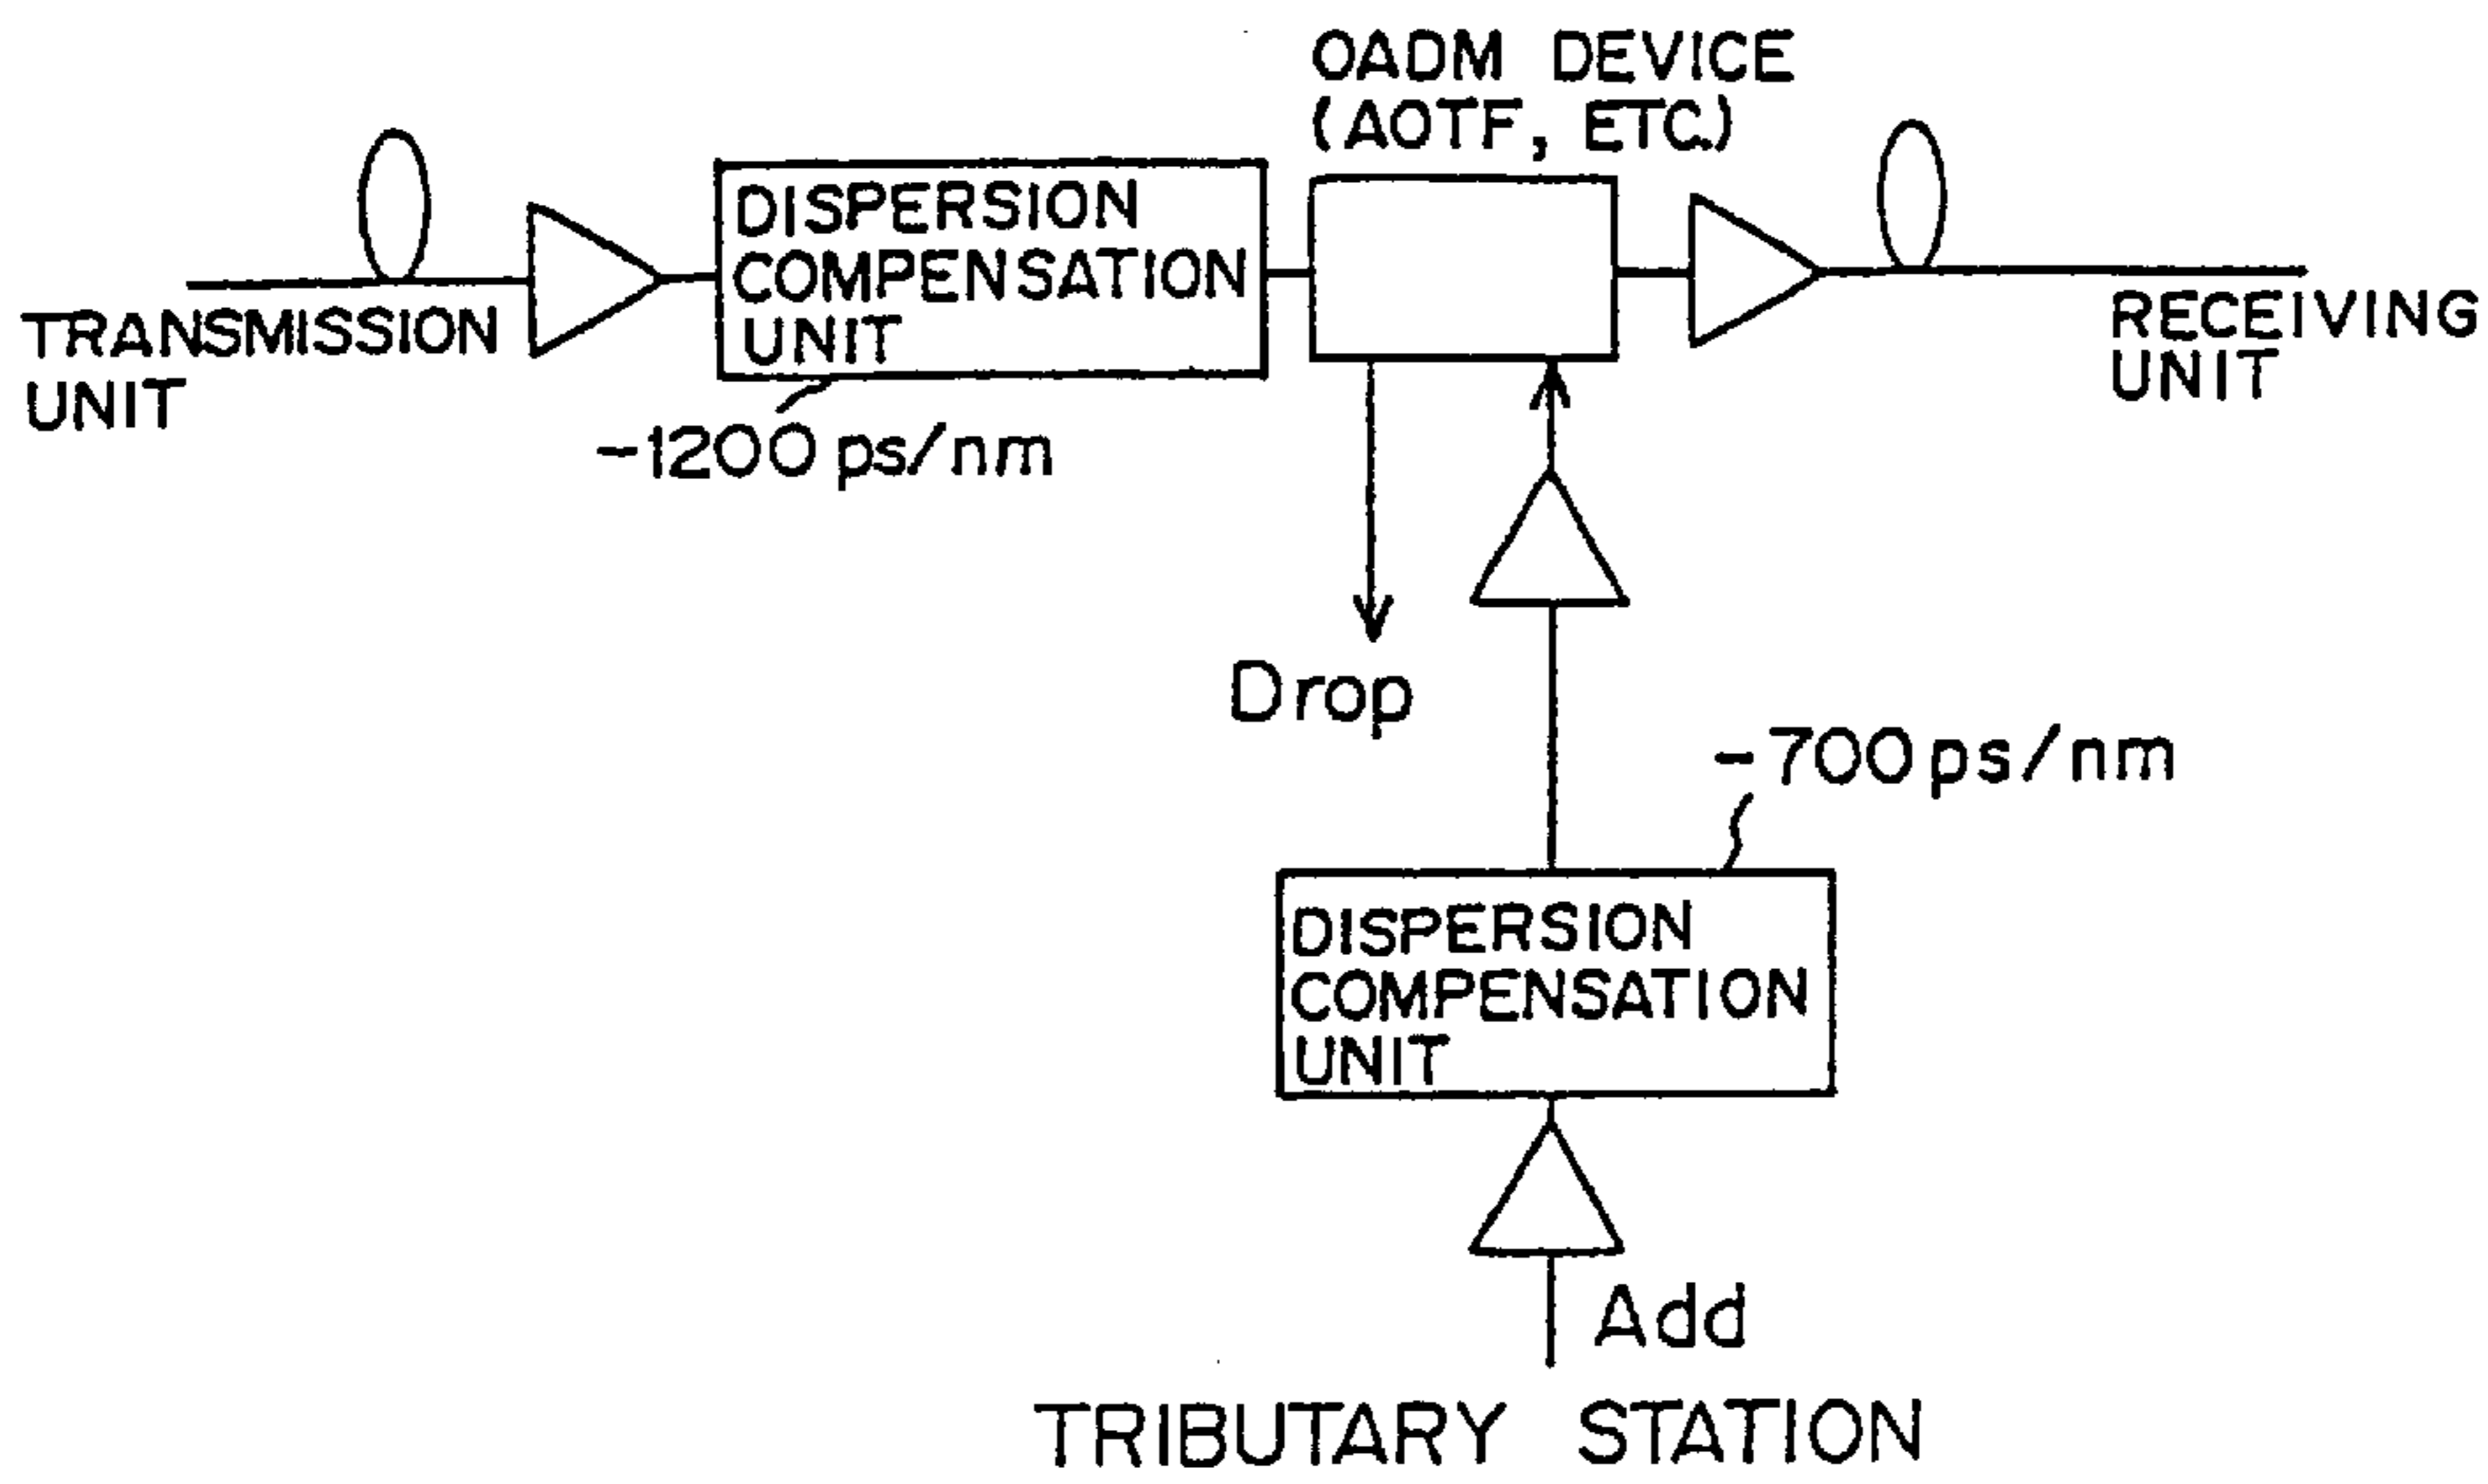 OADM DEVICE
(AOTF, ETC.)
TRANSMISSION
UNIT
DISPERSION
COMPENSATION
UNIT
-1200 ps/nm
RECEIVING
UNIT
Drop
-700 ps/nm
DISPERSION
COMPENSATION
UNIT
Add
TRIBUTARY STATION